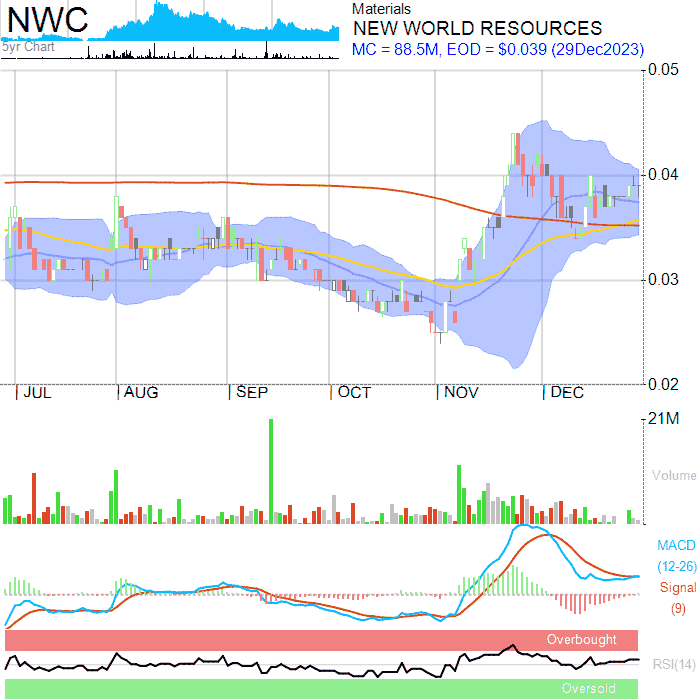 NWC
5yr Chart
Materials
NEW WORLD RESOURCES
MC = 88.5M, EOD = $0.039 (29Dec2023)
0.05
0.04
0.03
0.02
JUL AUG SEP OCT NOV DEC
21M
Volume
MACD
(12-26)
Signal
(9)
Overbought
RSI(14)
Oversold